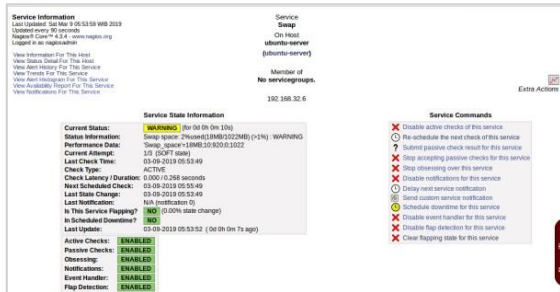 Service Information
Last Updated: Sat Mar 9 05:53:59 WIB 2019
Updated every 90 seconds
Nagios® Core™ 4.3.4 - www.nagios.org
Logged in as nagiosadmin
View Information For This Host
View Status Detail For This Host
View Alert History For This Service
View Trends For This Service
View Alert Histogram For This Service
View Availability Report For This Service
View Notifications For This Service
Service
Swap
On Host
ubuntu-server
(ubuntu-server)
Member of
No servicegroups.
192.168.32.6
Extra Actions
Service State Information
Current Status: WARNING (for 0d 0h 0m 10s)
Status Information: Swap space: 2%used(18MB/1022MB) (>1%) : WARNING
Performance Data: 'Swap_space'=18MB;10;920;0;1022
Current Attempt: 1/3 (SOFT state)
Last Check Time: 03-09-2019 05:53:49
Check Type: ACTIVE
Check Latency / Duration: 0.000 / 0.268 seconds
Next Scheduled Check: 03-09-2019 05:55:49
Last State Change: 03-09-2019 05:53:49
Last Notification: N/A (notification 0)
Is This Service Flapping? NO (0.00% state change)
In Scheduled Downtime? NO
Last Update: 03-09-2019 05:53:52 ( 0d 0h 0m 7s ago)
Active Checks: ENABLED
Passive Checks: ENABLED
Obsessing: ENABLED
Notifications: ENABLED
Event Handler: ENABLED
Flap Detection: ENABLED
Service Commands
Disable active checks of this service
Re-schedule the next check of this service
? Submit passive check result for this service
Stop accepting passive checks for this service
Stop obsessing over this service
Disable notifications for this service
Delay next service notification
Send custom service notification
Schedule downtime for this service
Disable event handler for this service
Disable flap detection for this service
Clear flapping state for this service